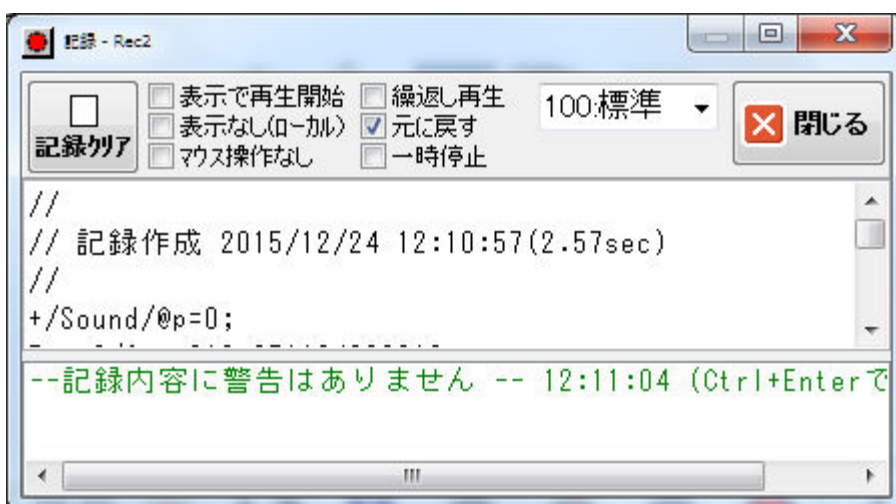 記録 - Rec2
記録ｸﾘｱ
表示で再生開始
表示なし(ﾛｰｶﾙ)
ﾏｳｽ操作なし
繰返し再生
元に戻す
一時停止
100:標準
閉じる
//
// 記録作成 2015/12/24 12:10:57(2.57sec)
//
+/Sound/@p=0;
--記録内容に警告はありません -- 12:11:04 (Ctrl+Enterで